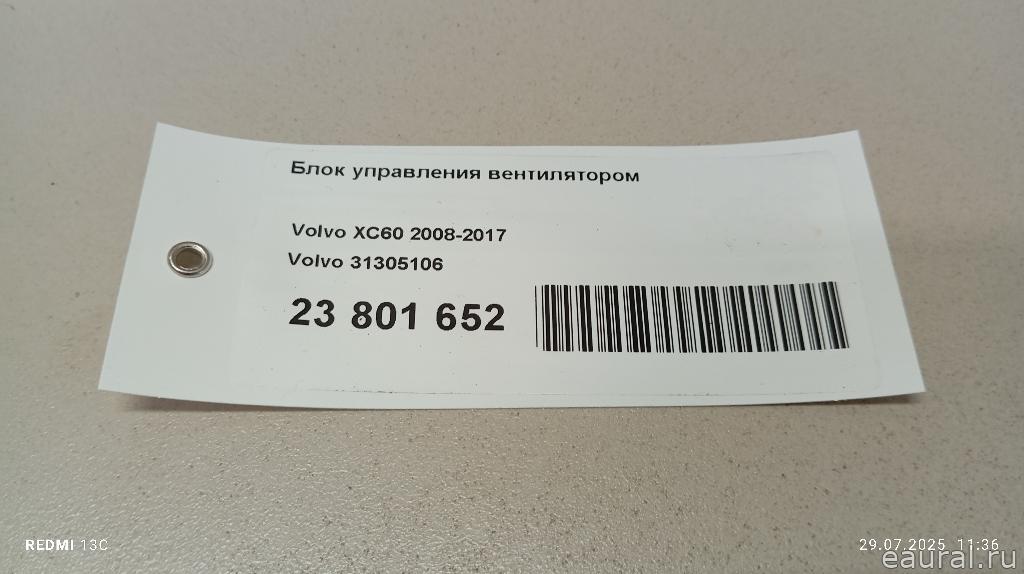 Блок управления вентилятором
Volvo XC60 2008-2017
Volvo 31305106
23 801 652
REDMI 13C
29.07.2025 11:36
eaural.ru